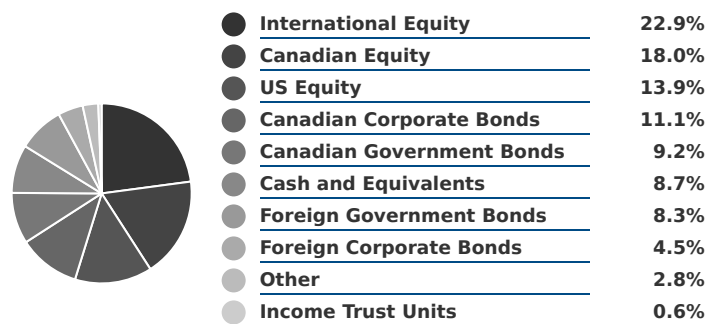 International Equity 22.9%
Canadian Equity 18.0%
US Equity 13.9%
Canadian Corporate Bonds 11.1%
Canadian Government Bonds 9.2%
Cash and Equivalents 8.7%
Foreign Government Bonds 8.3%
Foreign Corporate Bonds 4.5%
Other 2.8%
Income Trust Units 0.6%